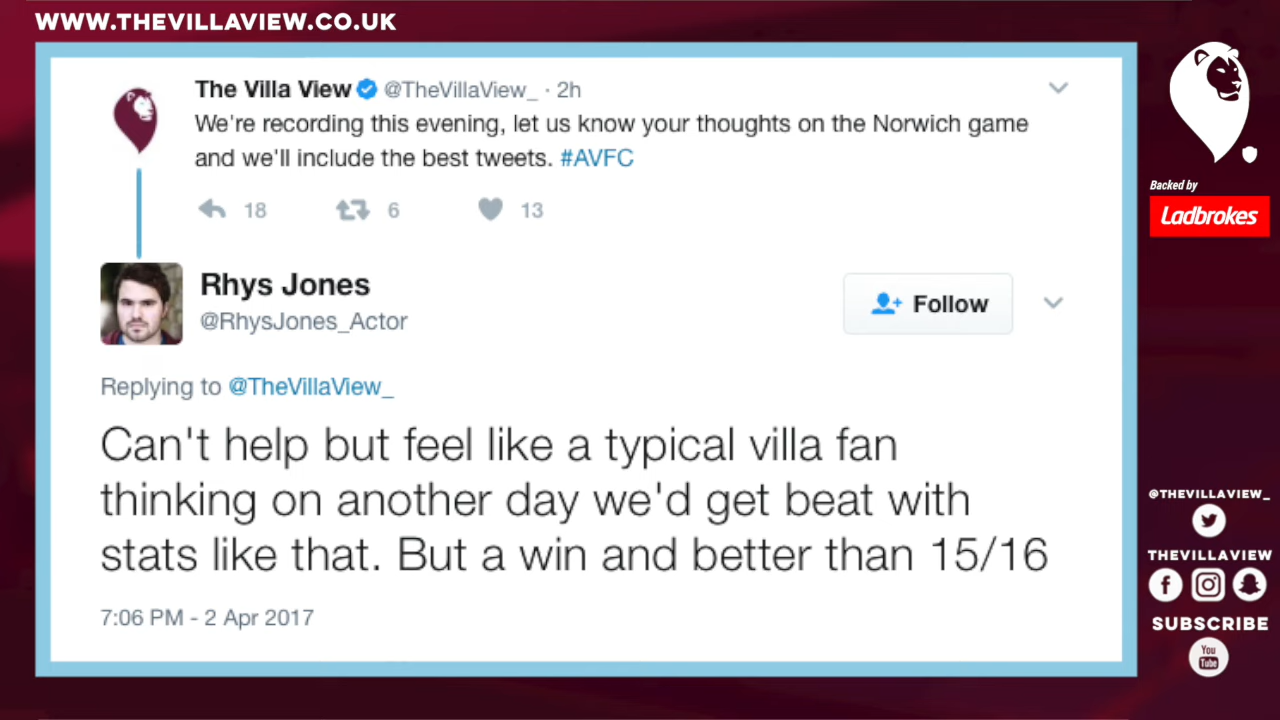 WWW.THEVILLAVIEW.CO.UK
The Villa View @TheVillaView_ · 2h
We're recording this evening, let us know your thoughts on the Norwich game
and we'll include the best tweets. #AVFC
18 6 13
Rhys Jones
@RhysJones_Actor
Follow
Replying to @TheVillaView_
Can't help but feel like a typical villa fan
thinking on another day we'd get beat with
stats like that. But a win and better than 15/16
7:06 PM - 2 Apr 2017
Backed by
Ladbrokes
@THEVILLAVIEW_
THEVILLAVIEW
SUBSCRIBE
You
Tube